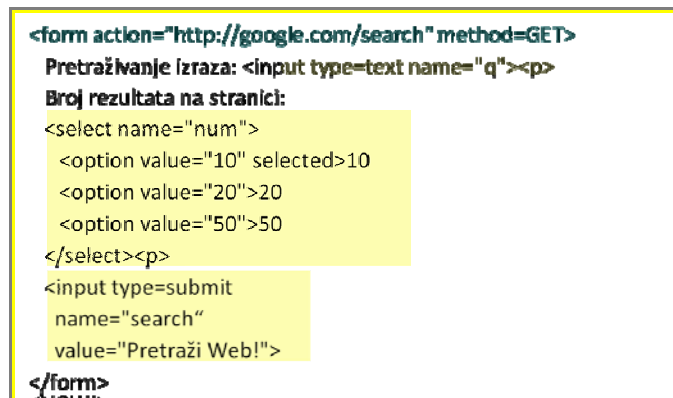 <form action="http://google.com/search" method=GET>
Pretraživanje izraza: <input type=text name="q"><p>
Broj rezultata na stranici:
<select name="num">
<option value="10" selected>10
<option value="20">20
<option value="50">50
</select><p>
<input type=submit
name="search“
value="Pretraži Web!">
</form>